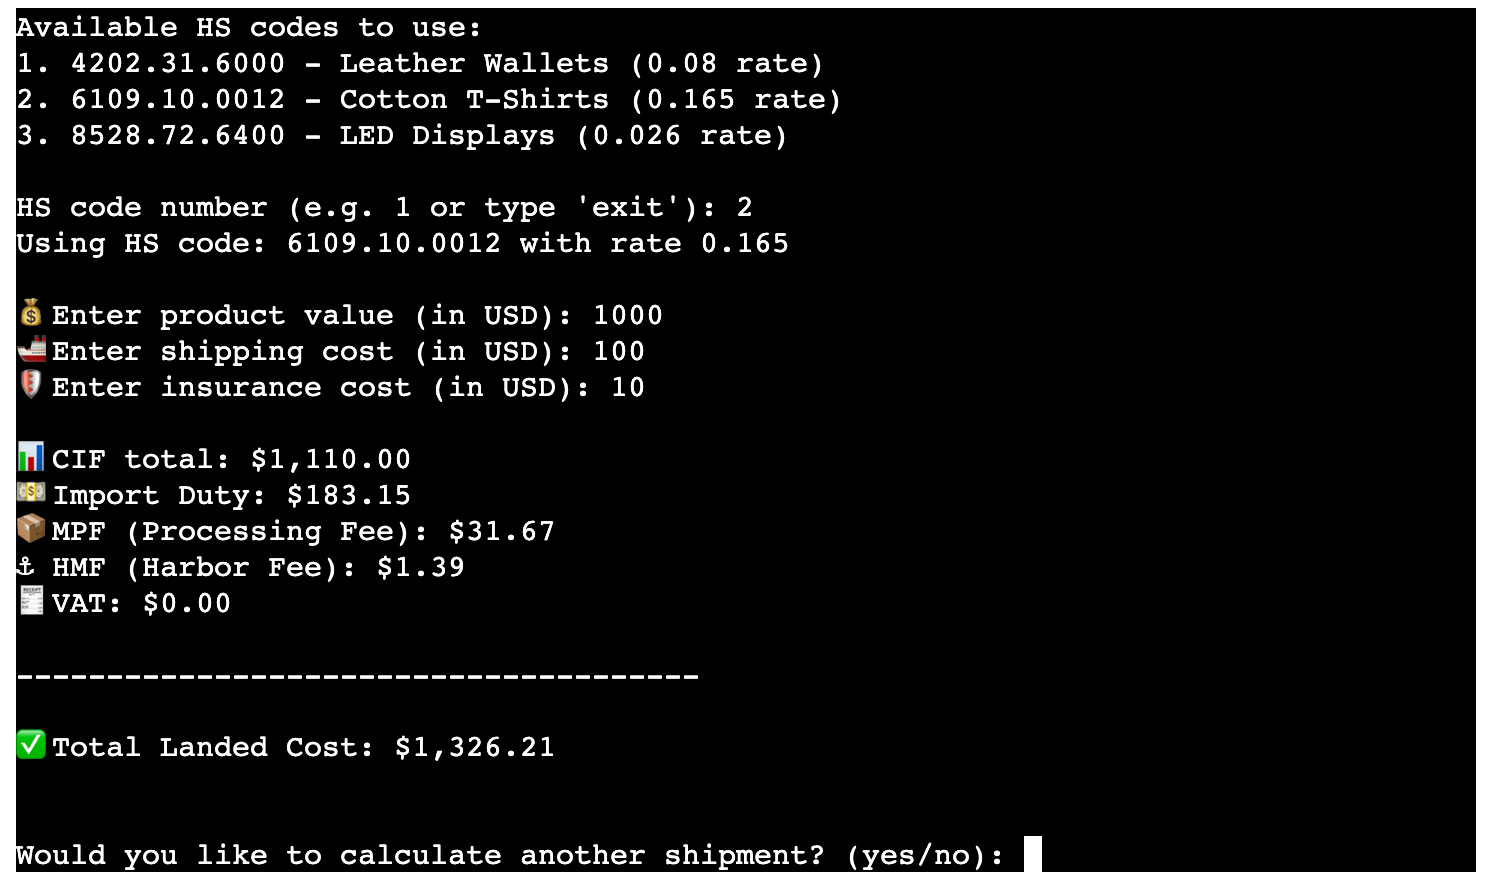 Available HS codes to use:
1. 4202.31.6000 - Leather Wallets (0.08 rate)
2. 6109.10.0012 - Cotton T-Shirts (0.165 rate)
3. 8528.72.6400 - LED Displays (0.026 rate)
HS code number (e.g. 1 or type 'exit'): 2
Using HS code: 6109.10.0012 with rate 0.165
💰Enter product value (in USD): 1000
🚢Enter shipping cost (in USD): 100
🛡️Enter insurance cost (in USD): 10
📊CIF total: $1,110.00
💵Import Duty: $183.15
📦MPF (Processing Fee): $31.67
⚓ HMF (Harbor Fee): $1.39
🧾VAT: $0.00
--------------------------------------
✅Total Landed Cost: $1,326.21
Would you like to calculate another shipment? (yes/no):